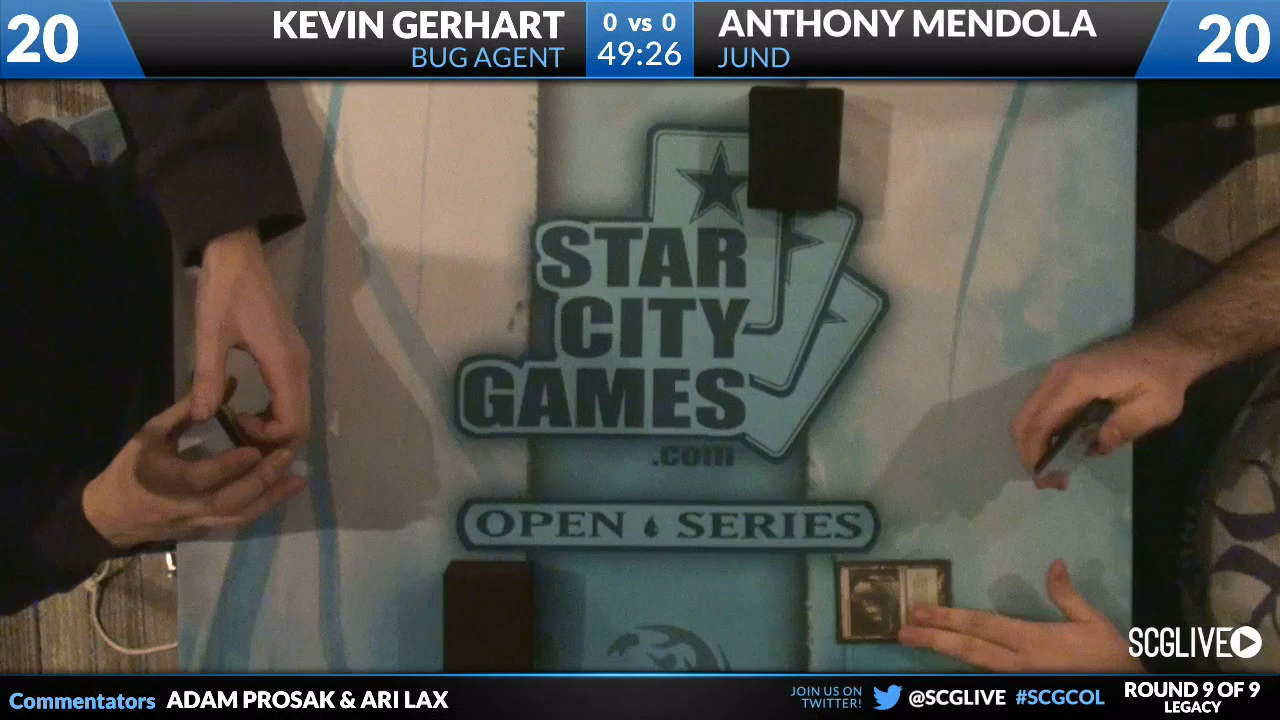 20
KEVIN GERHART
BUG AGENT
0 vs 0
49:26
ANTHONY MENDOLA
JUND
20
STAR
CITY
GAMES
.com
OPEN SERIES
SCGLIVE
Commentators ADAM PROSAK & ARI LAX
JOIN US ON
TWITTER!
@SCGLIVE #SCGCOL
ROUND 9 OF 9
LEGACY